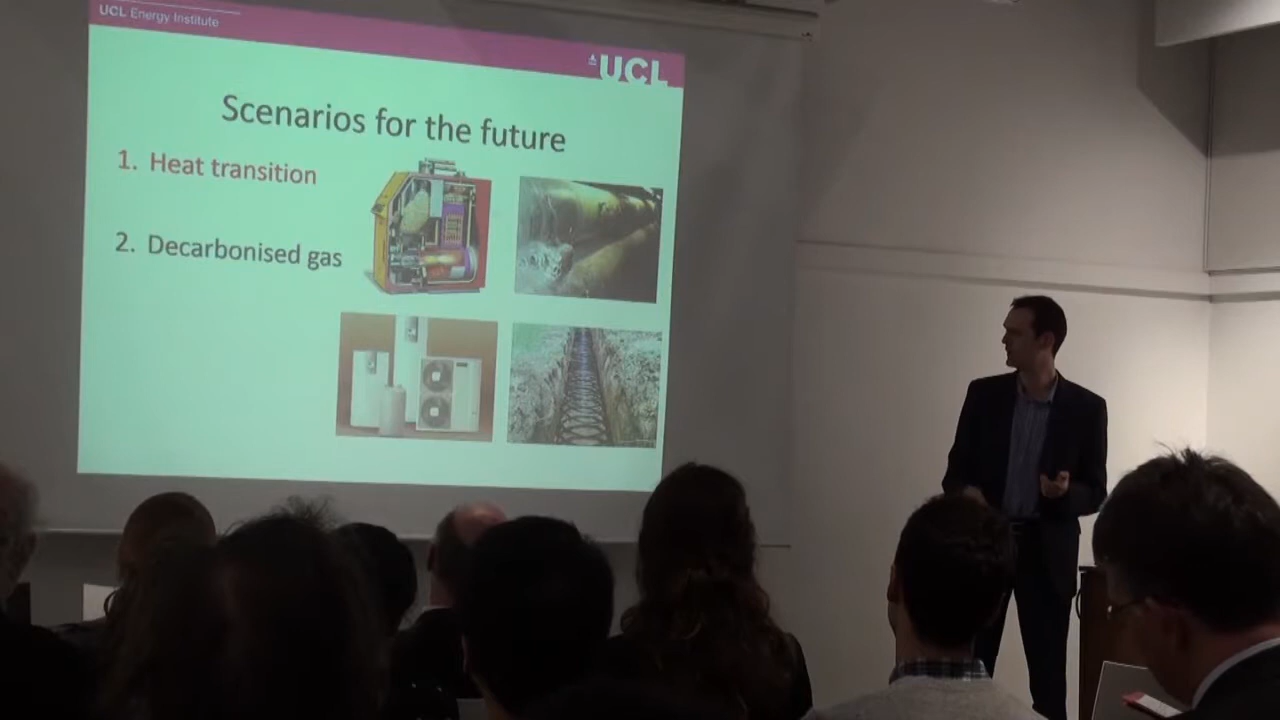 UCL Energy Institute
UCL
Scenarios for the future
1. Heat transition
2. Decarbonised gas